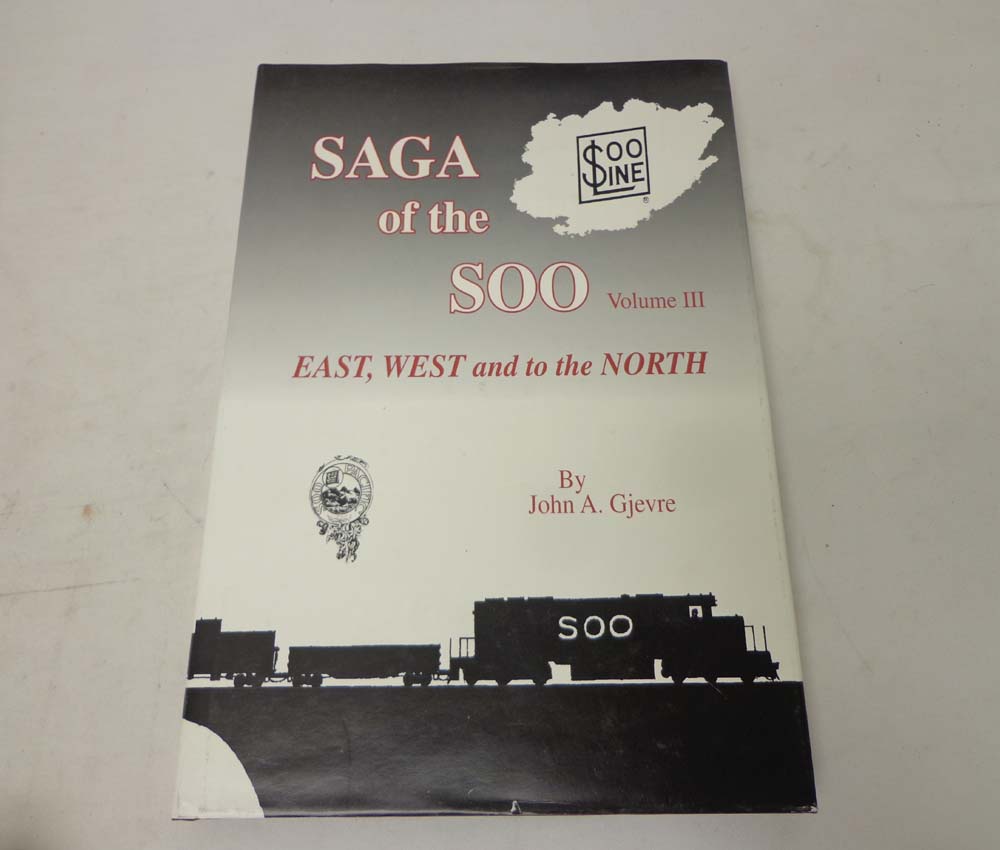 SAGA
of the
SOO
Volume III
SOO
LINE
®
EAST, WEST and to the NORTH
By
John A. Gjevre
SOO